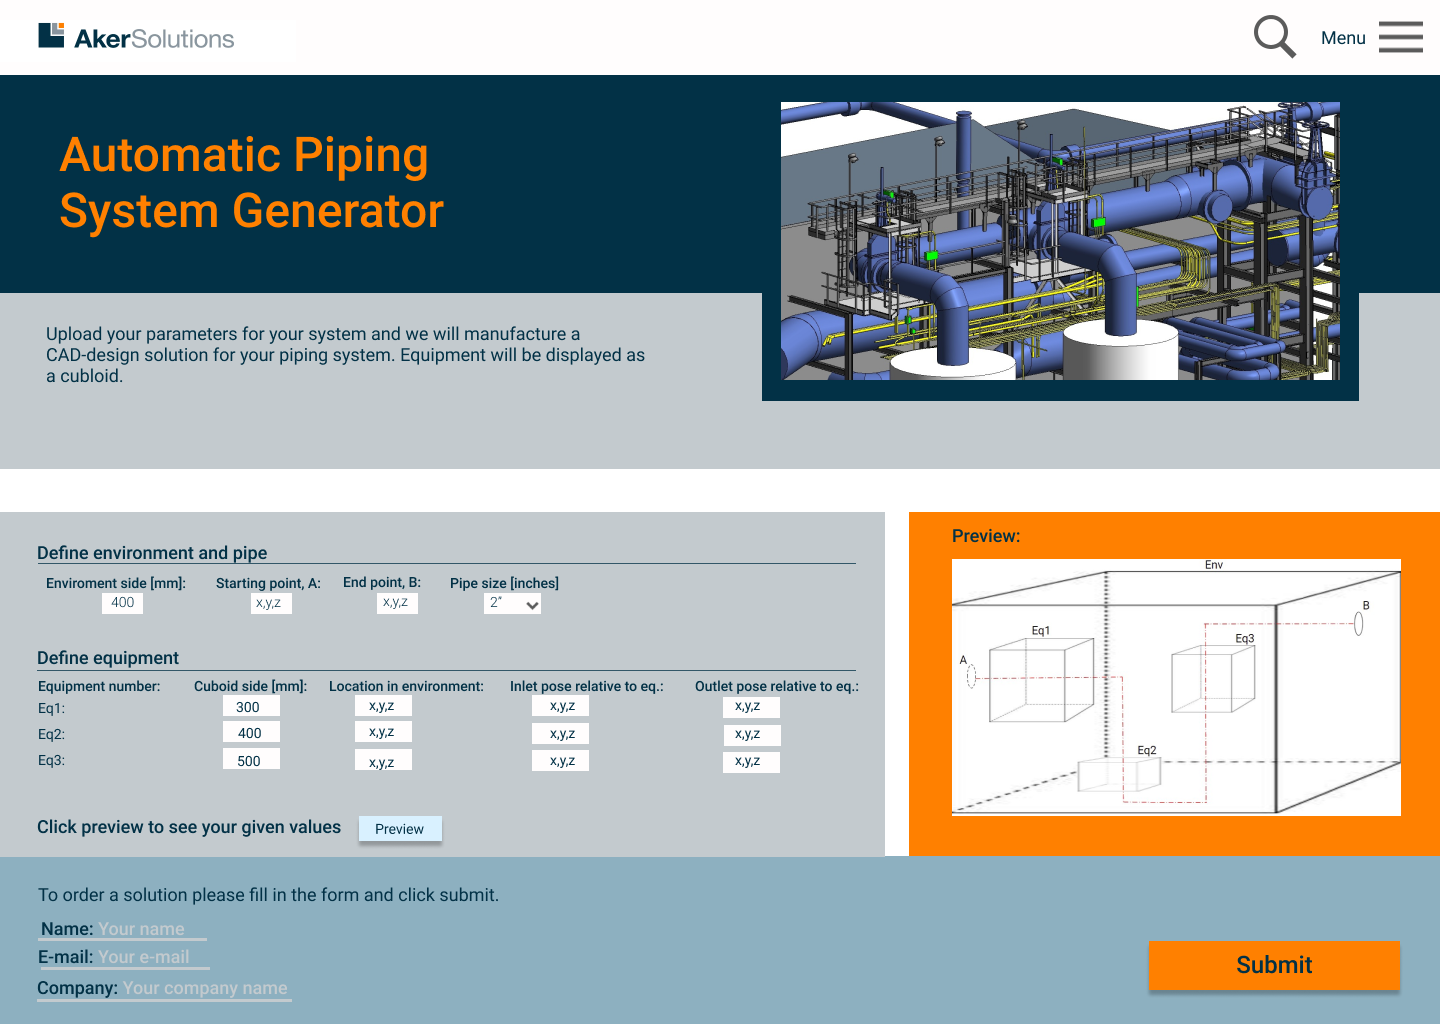 AkerSolutions
Menu
Automatic Piping
System Generator
Upload your parameters for your system and we will manufacture a
CAD-design solution for your piping system. Equipment will be displayed as
a cubloid.
Define environment and pipe
Enviroment side [mm]: Starting point, A: End point, B: Pipe size [inches]
400 x,y,z x,y,z 2”
Define equipment
Equipment number: Cuboid side [mm]: Location in environment: Inlet pose relative to eq.: Outlet pose relative to eq.:
Eq1: 300 x,y,z x,y,z x,y,z
Eq2: 400 x,y,z x,y,z x,y,z
Eq3: 500 x,y,z x,y,z x,y,z
Click preview to see your given values Preview
Preview:
Env
B
Eq1
Eq3
A
Eq2
To order a solution please fill in the form and click submit.
Name: Your name
E-mail: Your e-mail
Company: Your company name
Submit